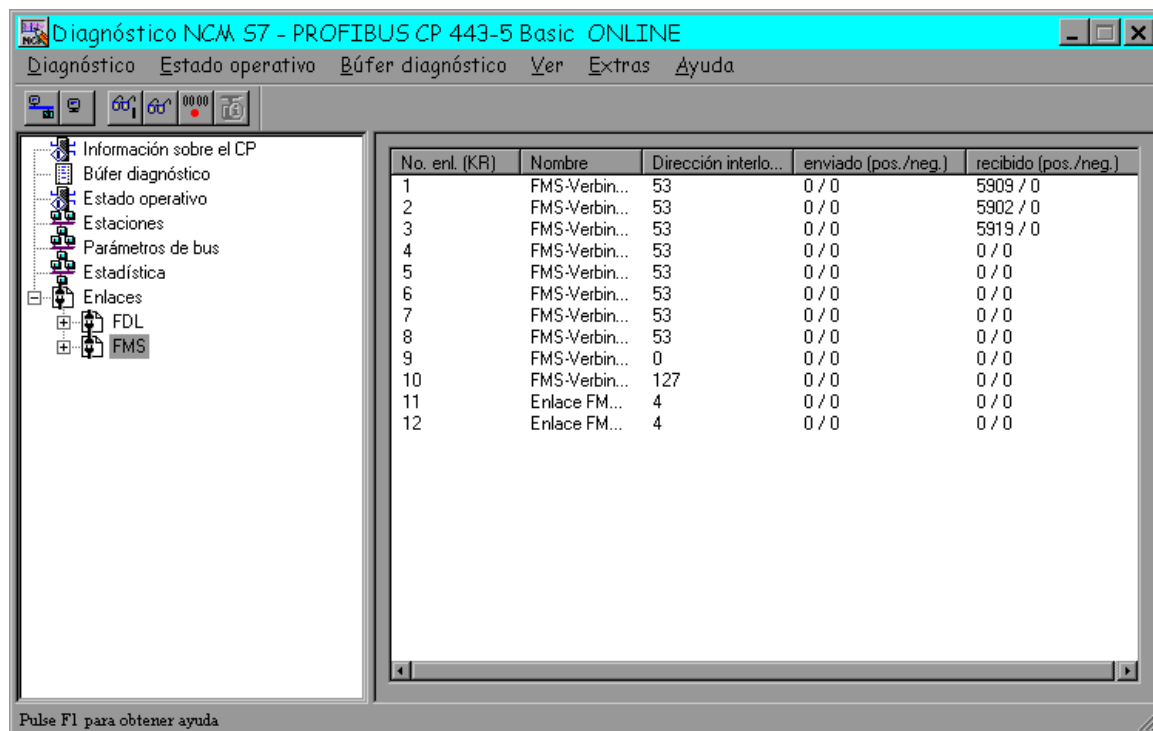 Diagnóstico NCM S7 - PROFIBUS CP 443-5 Basic ONLINE
Diagnóstico Estado operativo Búfer diagnóstico Ver Extras Ayuda
Información sobre el CP
Búfer diagnóstico
Estado operativo
Estaciones
Parámetros de bus
Estadística
Enlaces
FDL
FMS
No. enl. (KR) Nombre Dirección interlo... enviado (pos./neg.) recibido (pos./neg.)
1 FMS-Verbin... 53 0 / 0 5909 / 0
2 FMS-Verbin... 53 0 / 0 5902 / 0
3 FMS-Verbin... 53 0 / 0 5919 / 0
4 FMS-Verbin... 53 0 / 0 0 / 0
5 FMS-Verbin... 53 0 / 0 0 / 0
6 FMS-Verbin... 53 0 / 0 0 / 0
7 FMS-Verbin... 53 0 / 0 0 / 0
8 FMS-Verbin... 53 0 / 0 0 / 0
9 FMS-Verbin... 0 0 / 0 0 / 0
10 FMS-Verbin... 127 0 / 0 0 / 0
11 Enlace FM... 4 0 / 0 0 / 0
12 Enlace FM... 4 0 / 0 0 / 0
Pulse F1 para obtener ayuda